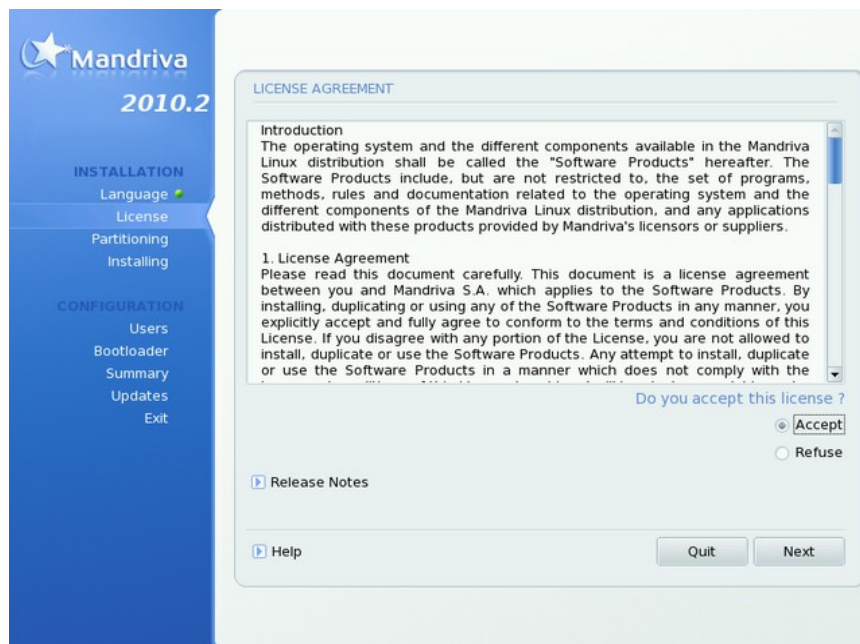 Mandriva
2010.2
INSTALLATION
Language
License
Partitioning
Installing
CONFIGURATION
Users
Bootloader
Summary
Updates
Exit
LICENSE AGREEMENT
Introduction
The operating system and the different components available in the Mandriva
Linux distribution shall be called the "Software Products" hereafter. The
Software Products include, but are not restricted to, the set of programs,
methods, rules and documentation related to the operating system and the
different components of the Mandriva Linux distribution, and any applications
distributed with these products provided by Mandriva's licensors or suppliers.
1. License Agreement
Please read this document carefully. This document is a license agreement
between you and Mandriva S.A. which applies to the Software Products. By
installing, duplicating or using any of the Software Products in any manner, you
explicitly accept and fully agree to conform to the terms and conditions of this
License. If you disagree with any portion of the License, you are not allowed to
install, duplicate or use the Software Products. Any attempt to install, duplicate
or use the Software Products in a manner which does not comply with the
Do you accept this license ?
Accept
Refuse
Release Notes
Help
Quit
Next